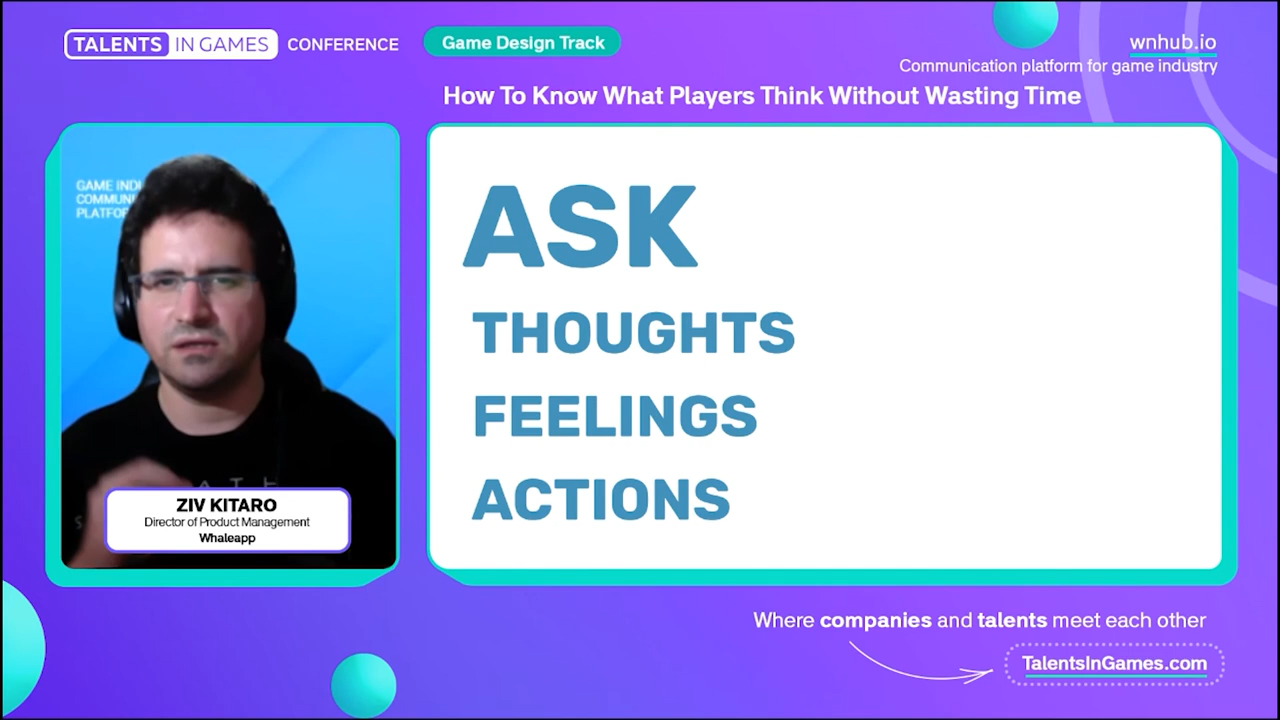 TALENTS IN GAMES CONFERENCE
Game Design Track
wnhub.io
Communication platform for game industry
How To Know What Players Think Without Wasting Time
GAME
COMMUN
ASK
THOUGHTS
FEELINGS
ACTIONS
ZIV KITARO
Director of Product Management
Whaleapp
Where companies and talents meet each other
TalentsInGames.com